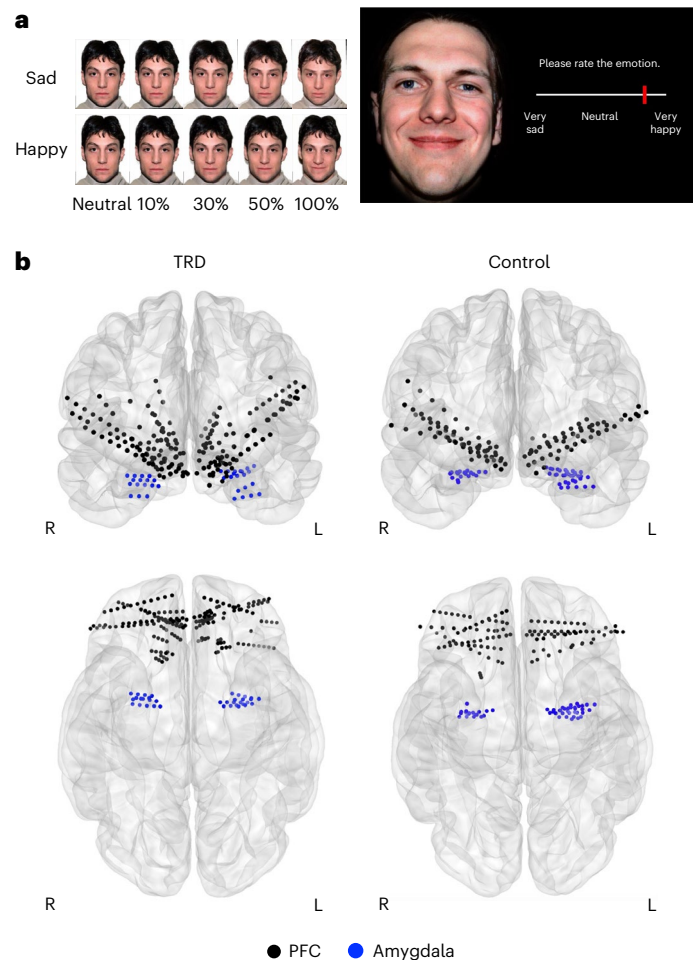 a
Sad
Happy
Neutral 10% 30% 50% 100%
Please rate the emotion.
Very sad
Neutral
Very happy
b
TRD
Control
R
L
R
L
R
L
R
L
PFC
Amygdala